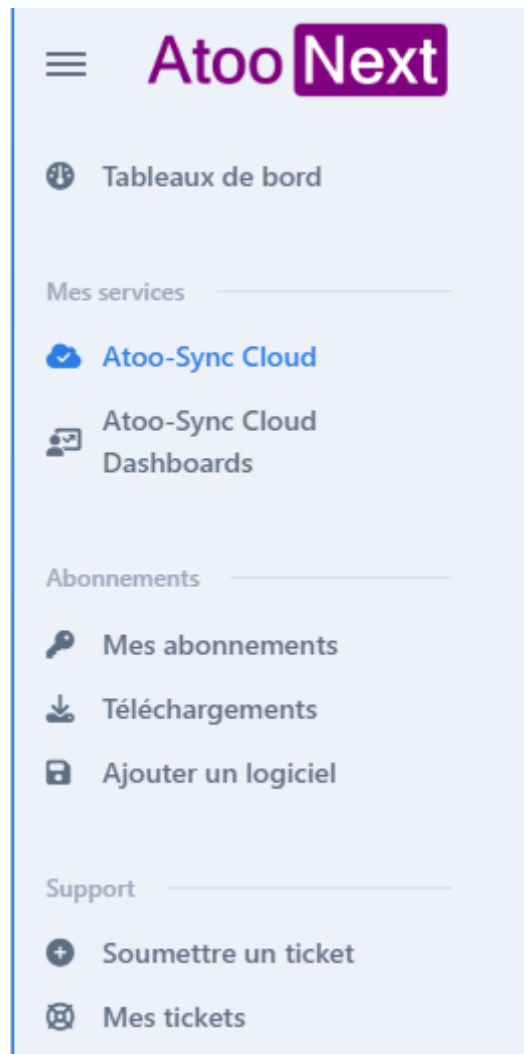 Atoo Next
Tableaux de bord
Mes services
Atoo-Sync Cloud
Atoo-Sync Cloud
Dashboards
Abonnements
Mes abonnements
Téléchargements
Ajouter un logiciel
Support
Soumettre un ticket
Mes tickets